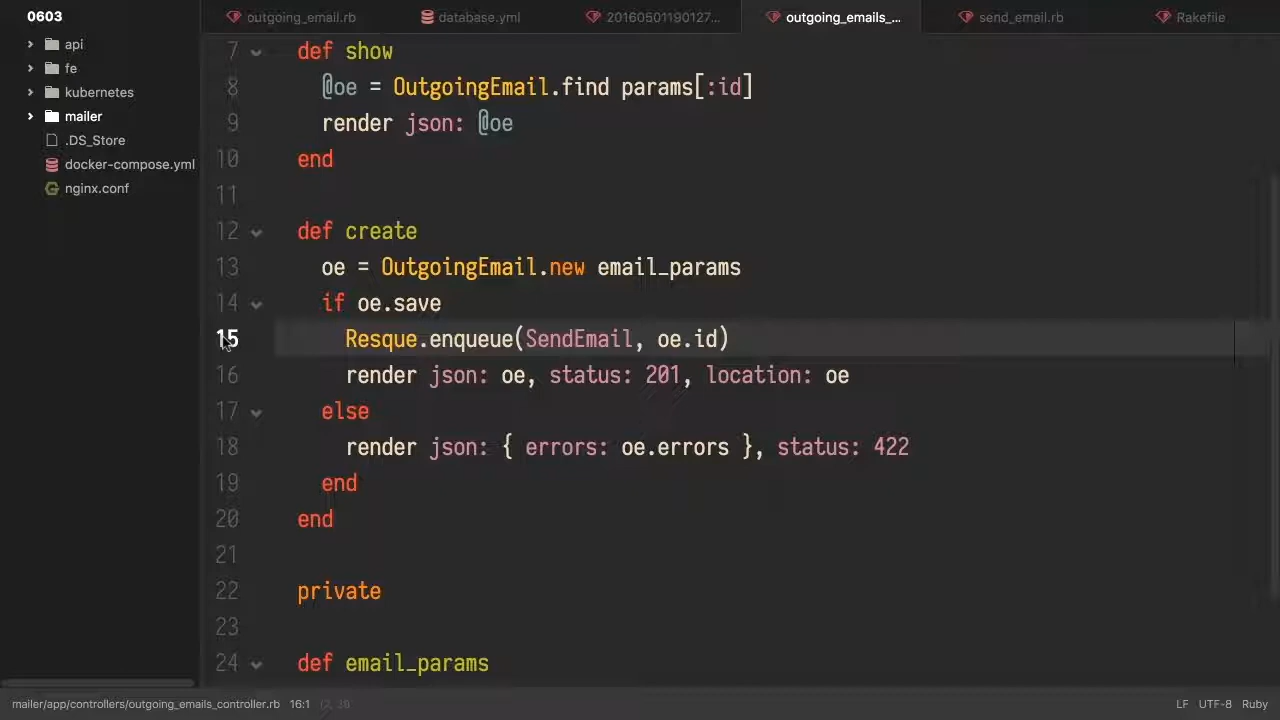 0603
api
fe
kubernetes
mailer
.DS_Store
docker-compose.yml
nginx.conf
outgoing_email.rb
database.yml
20160501190127...
outgoing_emails_...
send_email.rb
Rakefile
7 def show
8 @oe = OutgoingEmail.find params[:id]
9 render json: @oe
10 end
11
12 def create
13 oe = OutgoingEmail.new email_params
14 if oe.save
15 Resque.enqueue(SendEmail, oe.id)
16 render json: oe, status: 201, location: oe
17 else
18 render json: { errors: oe.errors }, status: 422
19 end
20 end
21
22 private
23
24 def email_params
mailer/app/controllers/outgoing_emails_controller.rb 16:1
LF UTF-8 Ruby